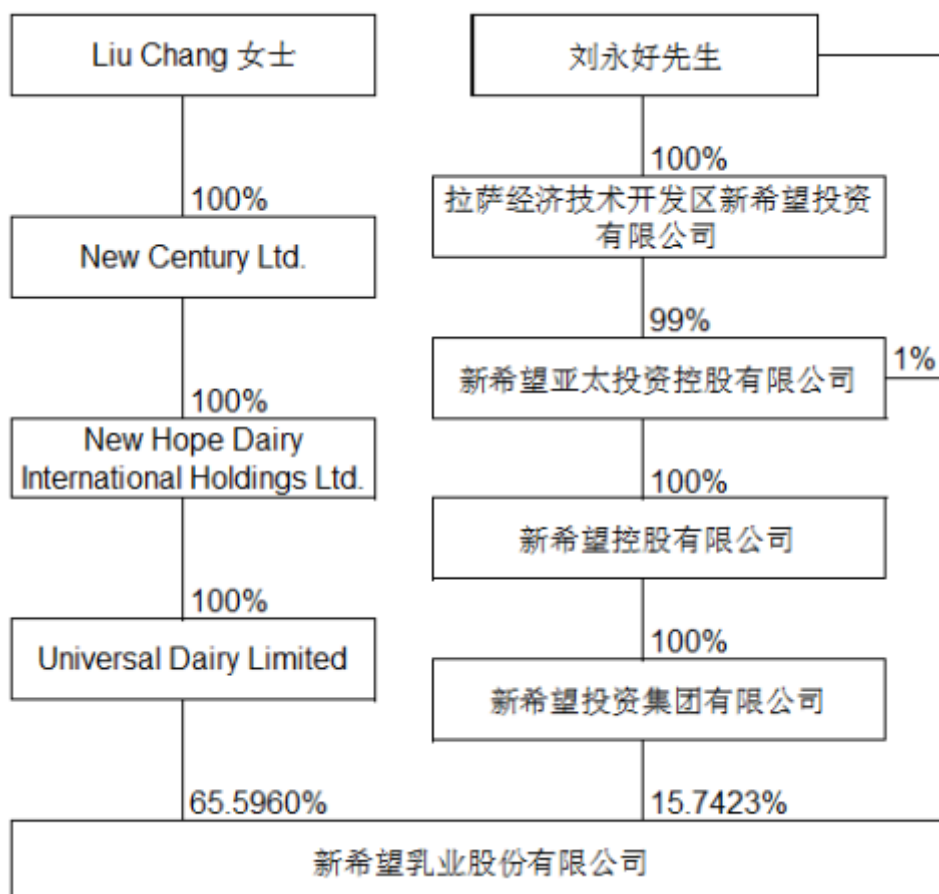 Liu Chang 女士
刘永好先生
100%
100%
拉萨经济技术开发区新希望投资
有限公司
New Century Ltd.
99%
1%
新希望亚太投资控股有限公司
100%
New Hope Dairy
International Holdings Ltd.
100%
新希望控股有限公司
100%
100%
Universal Dairy Limited
新希望投资集团有限公司
65.5960%
15.7423%
新希望乳业股份有限公司